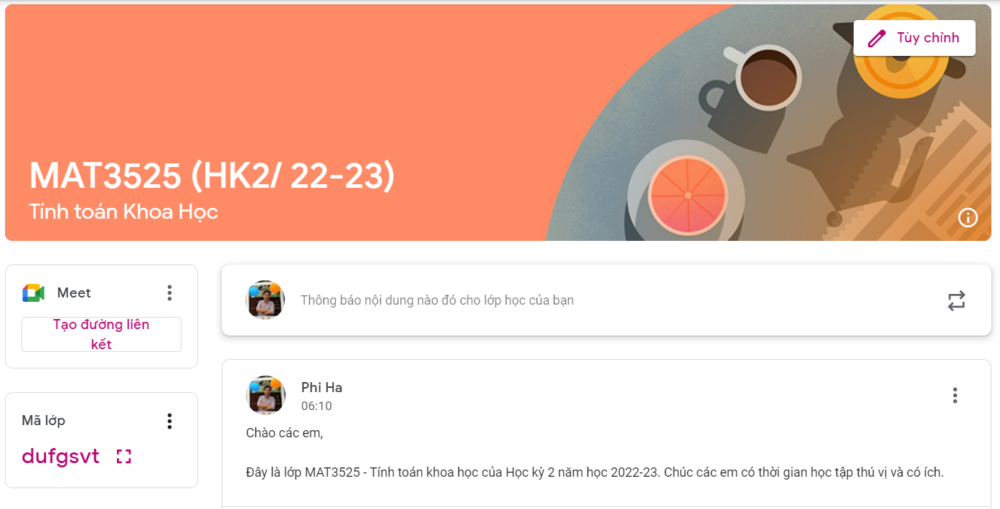 Tùy chỉnh
MAT3525 (HK2/ 22-23)
Tính toán Khoa Học
Meet
Tạo đường liên
kết
Thông báo nội dung nào đó cho lớp học của bạn
Mã lớp
dufgsvt
Phi Ha
06:10
Chào các em,
Đây là lớp MAT3525 - Tính toán khoa học của Học kỳ 2 năm học 2022-23. Chúc các em có thời gian học tập thú vị và có ích.